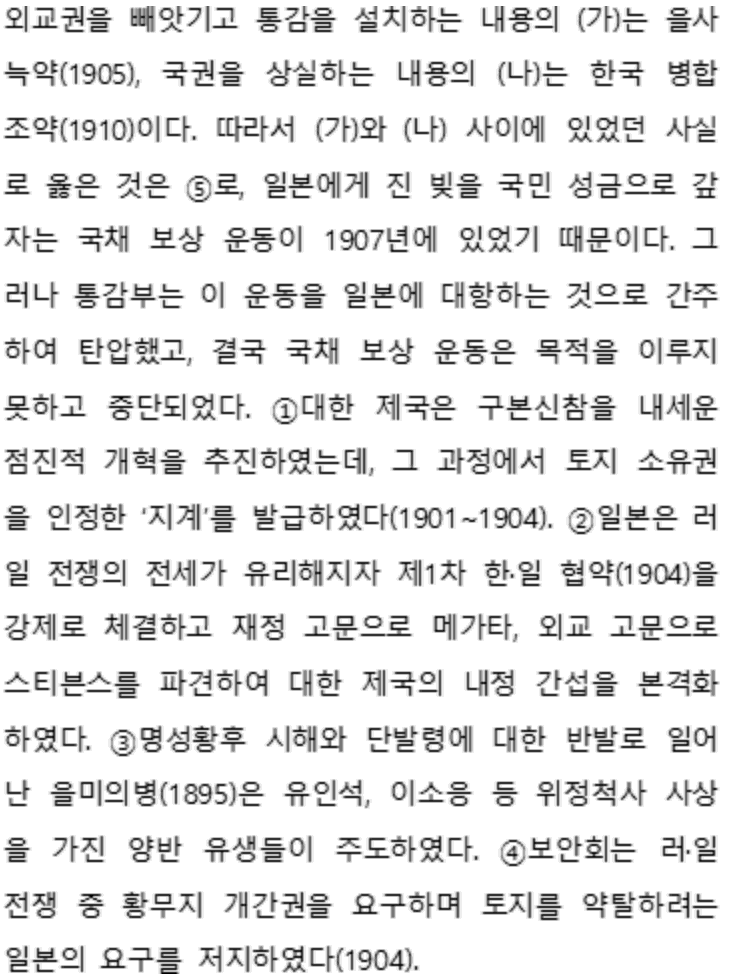 외교권을 빼앗기고 통감을 설치하는 내용의 (가)는 을사
늑약(1905), 국권을 상실하는 내용의 (나)는 한국 병합
조약(1910)이다. 따라서 (가)와 (나) 사이에 있었던 사실
로 옳은 것은 ⑤로, 일본에게 진 빚을 국민 성금으로 갚
자는 국채 보상 운동이 1907년에 있었기 때문이다. 그
러나 통감부는 이 운동을 일본에 대항하는 것으로 간주
하여 탄압했고, 결국 국채 보상 운동은 목적을 이루지
못하고 중단되었다. ①대한 제국은 구본신참을 내세운
점진적 개혁을 추진하였는데, 그 과정에서 토지 소유권
을 인정한 ‘지계’를 발급하였다(1901~1904). ②일본은 러
일 전쟁의 전세가 유리해지자 제1차 한·일 협약(1904)을
강제로 체결하고 재정 고문으로 메가타, 외교 고문으로
스티븐스를 파견하여 대한 제국의 내정 간섭을 본격화
하였다. ③명성황후 시해와 단발령에 대한 반발로 일어
난 을미의병(1895)은 유인석, 이소응 등 위정척사 사상
을 가진 양반 유생들이 주도하였다. ④보안회는 러·일
전쟁 중 황무지 개간권을 요구하며 토지를 약탈하려는
일본의 요구를 저지하였다(1904).